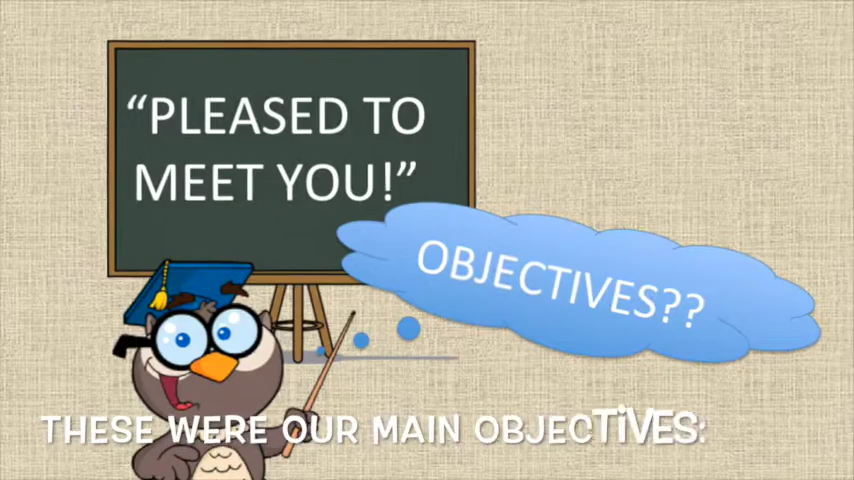 “PLEASED TO
MEET YOU!”
OBJECTIVES??
THESE WERE OUR MAIN OBJECTiVES: